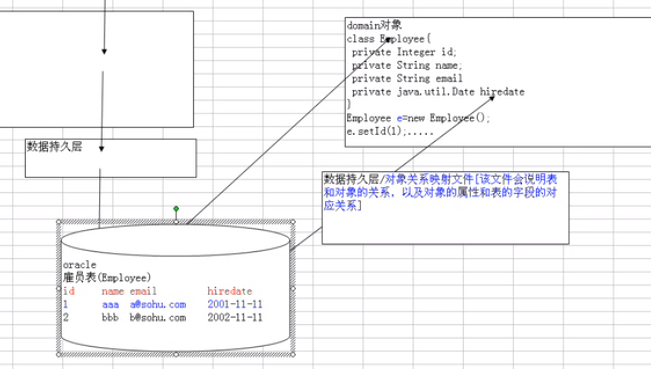 domain对象
class Employee{
private Integer id;
private String name;
private String email
private java.util.Date hiredate
}
Employee e=new Employee();
e.setId(1);.....
数据持久层
数据持久层/对象关系映射文件[该文件会说明表
和对象的关系，以及对象的属性和表的字段的对
应关系]
oracle
雇员表(Employee)
id name email hiredate
1 aaa a@sohu.com 2001-11-11
2 bbb b@sohu.com 2002-11-11